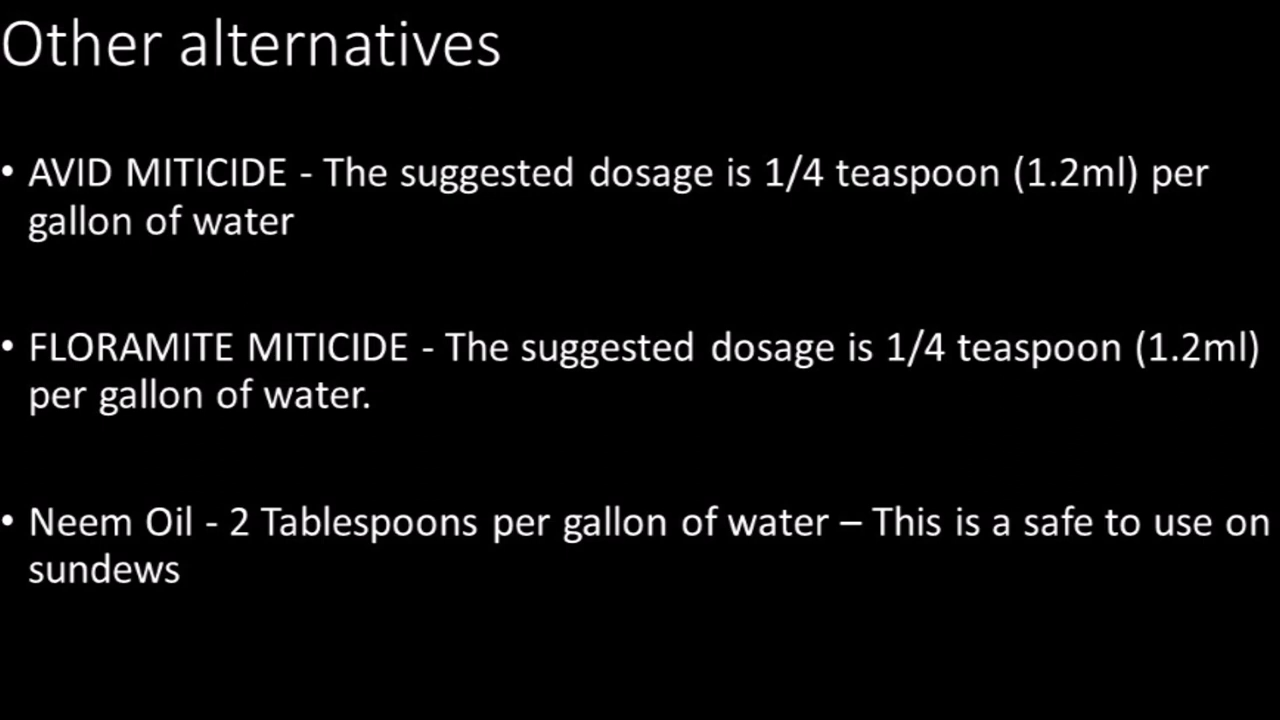 Other alternatives
• AVID MITICIDE - The suggested dosage is 1/4 teaspoon (1.2ml) per
gallon of water
• FLORAMITE MITICIDE - The suggested dosage is 1/4 teaspoon (1.2ml)
per gallon of water.
• Neem Oil - 2 Tablespoons per gallon of water – This is a safe to use on
sundews